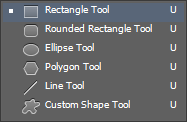 Rectangle Tool U
Rounded Rectangle Tool U
Ellipse Tool U
Polygon Tool U
Line Tool U
Custom Shape Tool U